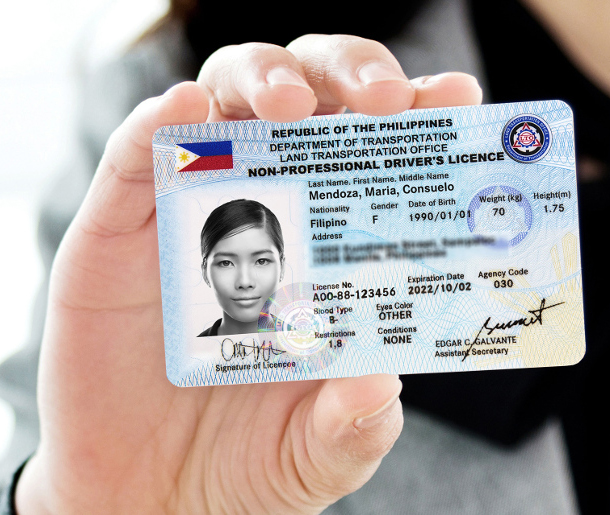 REPUBLIC OF THE PHILIPPINES
DEPARTMENT OF TRANSPORTATION
LAND TRANSPORTATION OFFICE
NON-PROFESSIONAL DRIVER'S LICENCE
Last Name. First Name. Middle Name
Mendoza, Maria, Consuelo
Nationality Gender Date of Birth Weight (kg) Height(m)
Filipino F 1990/01/01 70 1.75
Address
License No. Expiration Date Agency Code
A00-88-123456 2022/10/02 030
Blood Type Eyes Color
B- OTHER
Restrictions Conditions
1,8 NONE
Signature of Licencee
EDGAR C. GALVANTE
Assistant Secretary